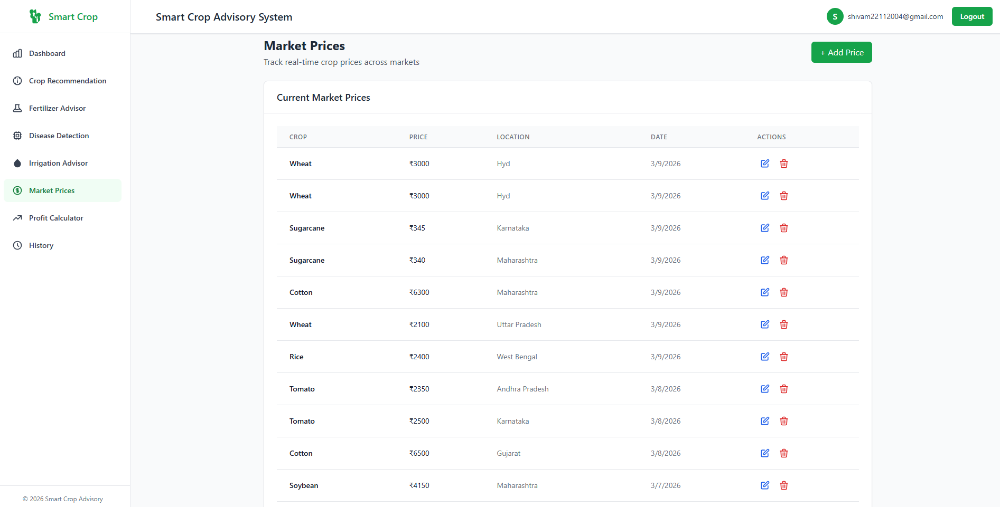 Smart Crop
Smart Crop Advisory System
S
shivam22112004@gmail.com
Logout
Dashboard
Crop Recommendation
Fertilizer Advisor
Disease Detection
Irrigation Advisor
Market Prices
Profit Calculator
History
© 2026 Smart Crop Advisory
Market Prices
Track real-time crop prices across markets
+ Add Price
Current Market Prices
CROP PRICE LOCATION DATE ACTIONS
Wheat ₹3000 Hyd 3/9/2026
Wheat ₹3000 Hyd 3/9/2026
Sugarcane ₹345 Karnataka 3/9/2026
Sugarcane ₹340 Maharashtra 3/9/2026
Cotton ₹6300 Maharashtra 3/9/2026
Wheat ₹2100 Uttar Pradesh 3/9/2026
Rice ₹2400 West Bengal 3/9/2026
Tomato ₹2350 Andhra Pradesh 3/8/2026
Tomato ₹2500 Karnataka 3/8/2026
Cotton ₹6500 Gujarat 3/8/2026
Soybean ₹4150 Maharashtra 3/7/2026